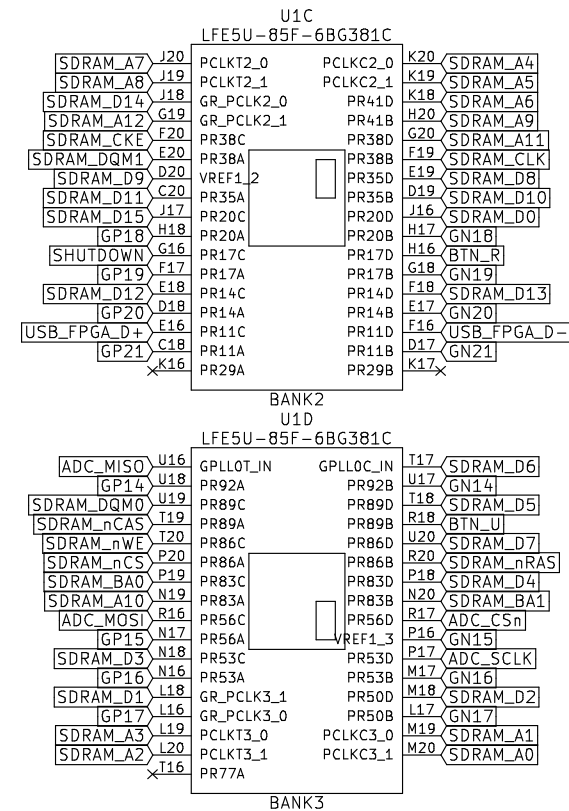 U1C
LFE5U-85F-6BG381C
SDRAM_A7 J20 PCLKT2_0 PCLKC2_0 K20 SDRAM_A4
SDRAM_A8 J19 PCLKT2_1 PCLKC2_1 K19 SDRAM_A5
SDRAM_D14 J18 GR_PCLK2_0 PR41D K18 SDRAM_A6
SDRAM_A12 G19 GR_PCLK2_1 PR41B H20 SDRAM_A9
SDRAM_CKE F20 PR38C PR38D G20 SDRAM_A11
SDRAM_DQM1 E20 PR38A PR38B F19 SDRAM_CLK
SDRAM_D9 D20 VREF1_2 PR35D E19 SDRAM_D8
SDRAM_D11 C20 PR35A PR35B D19 SDRAM_D10
SDRAM_D15 J17 PR20C PR20D J16 SDRAM_D0
GP18 H18 PR20A PR20B H17 GN18
SHUTDOWN G16 PR17C PR17D H16 BTN_R
GP19 F17 PR17A PR17B G18 GN19
SDRAM_D12 E18 PR14C PR14D F18 SDRAM_D13
GP20 D18 PR14A PR14B E17 GN20
USB_FPGA_D+ E16 PR11C PR11D F16 USB_FPGA_D-
GP21 C18 PR11A PR11B D17 GN21
K16 PR29A PR29B K17
BANK2
U1D
LFE5U-85F-6BG381C
ADC_MISO U16 GPLL0T_IN GPLL0C_IN T17 SDRAM_D6
GP14 U18 PR92A PR92B U17 GN14
SDRAM_DQM0 U19 PR89C PR89D T18 SDRAM_D5
SDRAM_nCAS T19 PR89A PR89B R18 BTN_U
SDRAM_nWE T20 PR86C PR86D U20 SDRAM_D7
SDRAM_nCS P20 PR86A PR86B R20 SDRAM_nRAS
SDRAM_BA0 P19 PR83C PR83D P18 SDRAM_D4
SDRAM_A10 N19 PR83A PR83B N20 SDRAM_BA1
ADC_MOSI R16 PR56C PR56D R17 ADC_CSn
GP15 N17 PR56A VREF1_3 P16 GN15
SDRAM_D3 N18 PR53C PR53D P17 ADC_SCLK
GP16 N16 PR53A PR53B M17 GN16
SDRAM_D1 L18 GR_PCLK3_1 PR50D M18 SDRAM_D2
GP17 L16 GR_PCLK3_0 PR50B L17 GN17
SDRAM_A3 L19 PCLKT3_0 PCLKC3_0 M19 SDRAM_A1
SDRAM_A2 L20 PCLKT3_1 PCLKC3_1 M20 SDRAM_A0
T16 PR77A
BANK3